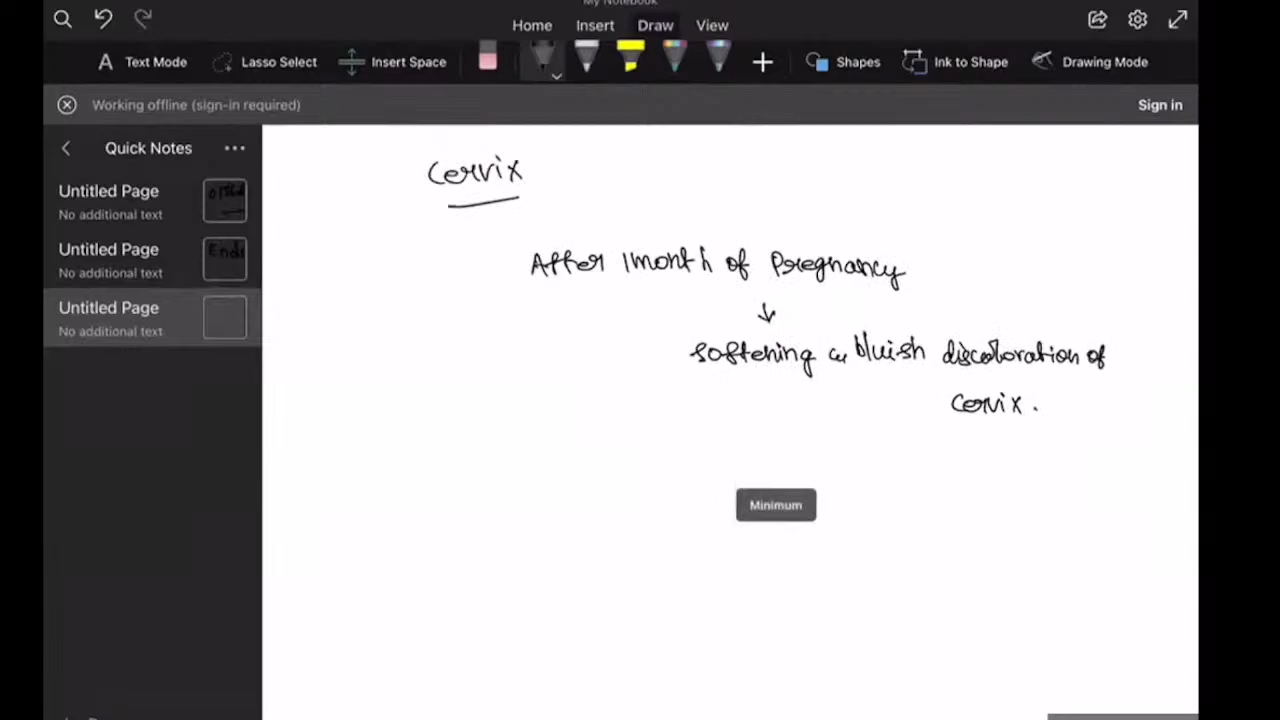 My Notebook
Home Insert Draw View
Text Mode Lasso Select Insert Space Shapes Ink to Shape Drawing Mode
Working offline (sign-in required) Sign in
Quick Notes
Untitled Page
No additional text
Untitled Page
No additional text
Untitled Page
No additional text
Cervix
After 1 month of Pregnancy
↓
softening & bluish discoloration of
cervix.
Minimum